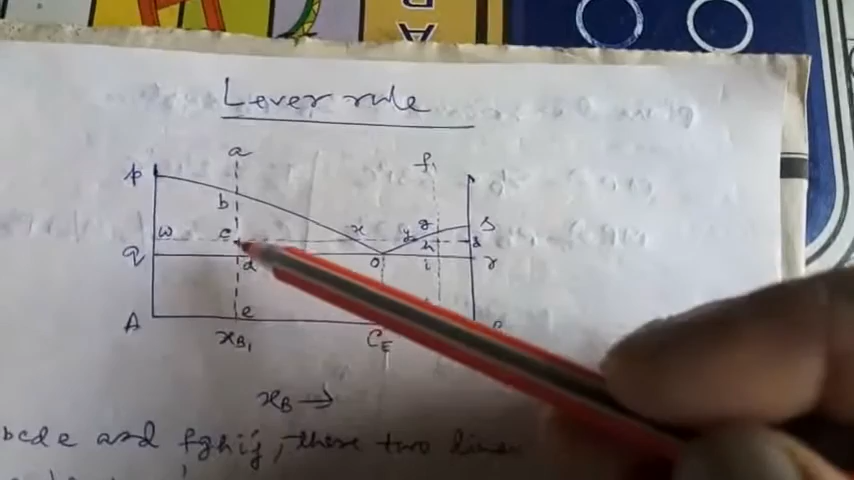 Lever rule
a
f
p
b
g s
w c x y h z
q d o i r
A e
xB1 CE
xB →
bcde and fghij, these two lines